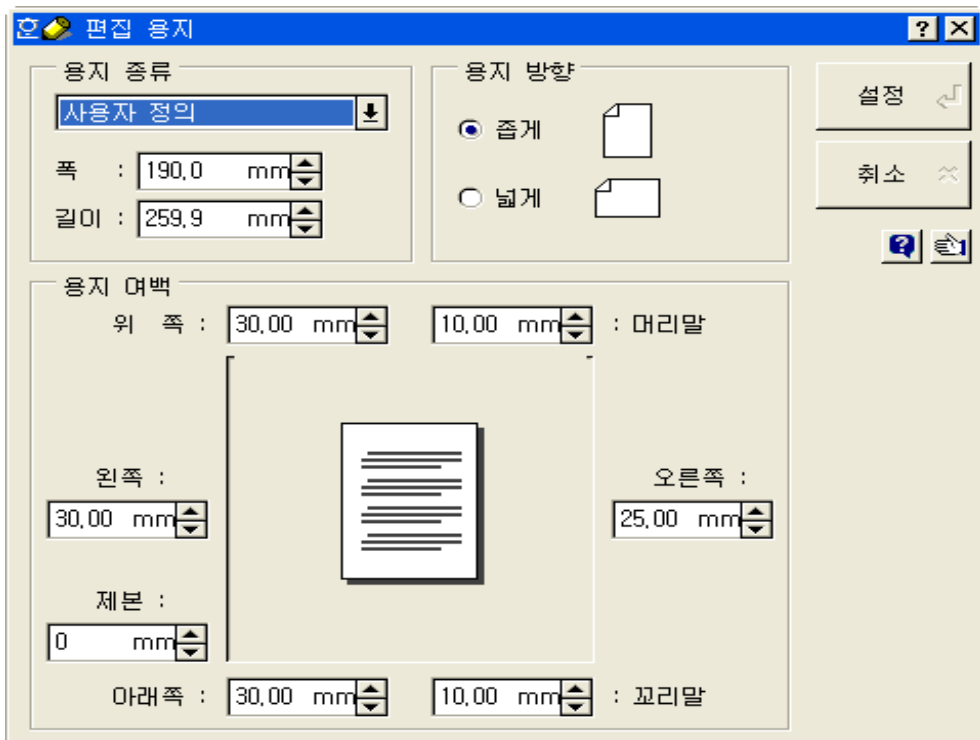 호 편집 용지
용지 종류
사용자 정의
폭 : 190,0 mm
길이 : 259,9 mm
용지 방향
좁게
넓게
설정
취소
용지 여백
위 쪽 : 30,00 mm 10,00 mm : 머리말
왼쪽 :
30,00 mm
오른쪽 :
25,00 mm
제본 :
0 mm
아래쪽 : 30,00 mm 10,00 mm : 꼬리말